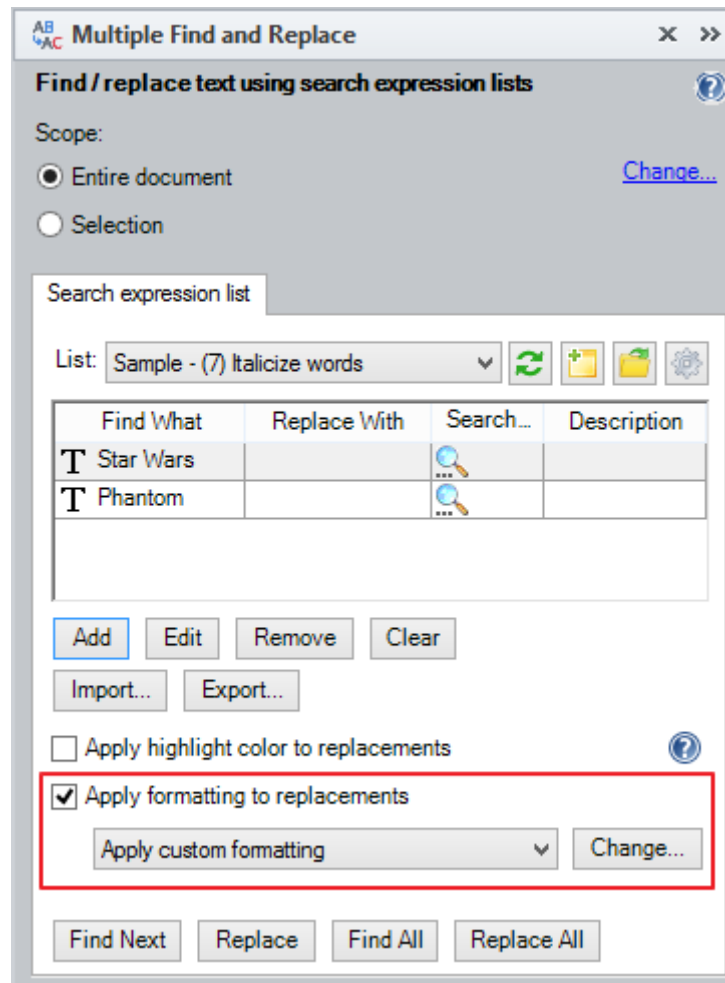 AB
AC Multiple Find and Replace
Find / replace text using search expression lists
Scope:
Entire document Change...
Selection
Search expression list
List: Sample - (7) Italicize words
Find What Replace With Search... Description
T Star Wars
T Phantom
Add Edit Remove Clear
Import... Export...
Apply highlight color to replacements
Apply formatting to replacements
Apply custom formatting Change...
Find Next Replace Find All Replace All